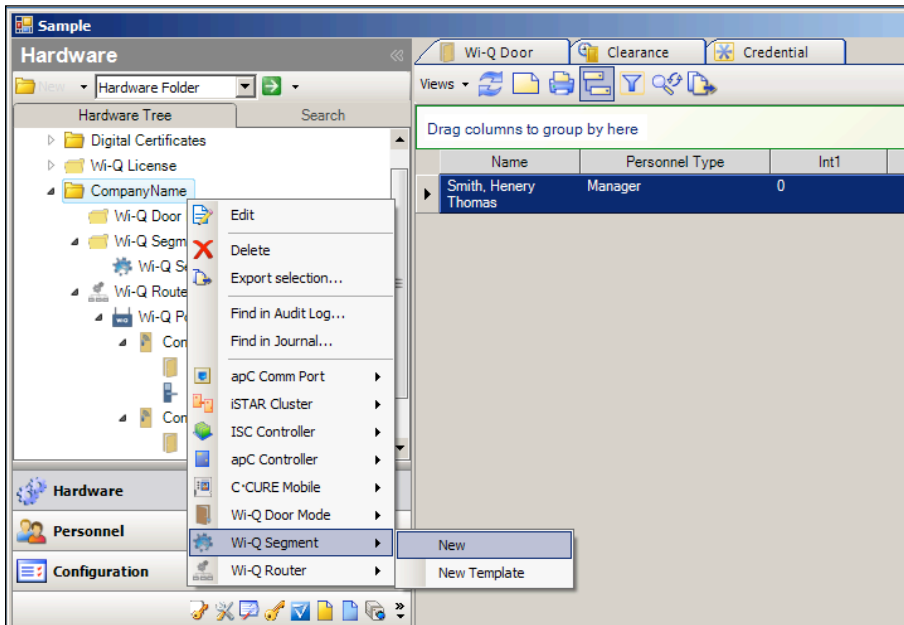 Sample
Hardware
Wi-Q Door Clearance Credential
New Hardware Folder
Views
Hardware Tree Search
Drag columns to group by here
Name Personnel Type Int1
Smith, Henery Thomas Manager 0
Digital Certificates
Wi-Q License
CompanyName
Wi-Q Door
Wi-Q Segm
Wi-Q Se
Wi-Q Route
Wi-Q Po
Con
Con
Edit
Delete
Export selection...
Find in Audit Log...
Find in Journal...
apC Comm Port
iSTAR Cluster
ISC Controller
apC Controller
C•CURE Mobile
Wi-Q Door Mode
Wi-Q Segment
Wi-Q Router
New
New Template
Hardware
Personnel
Configuration